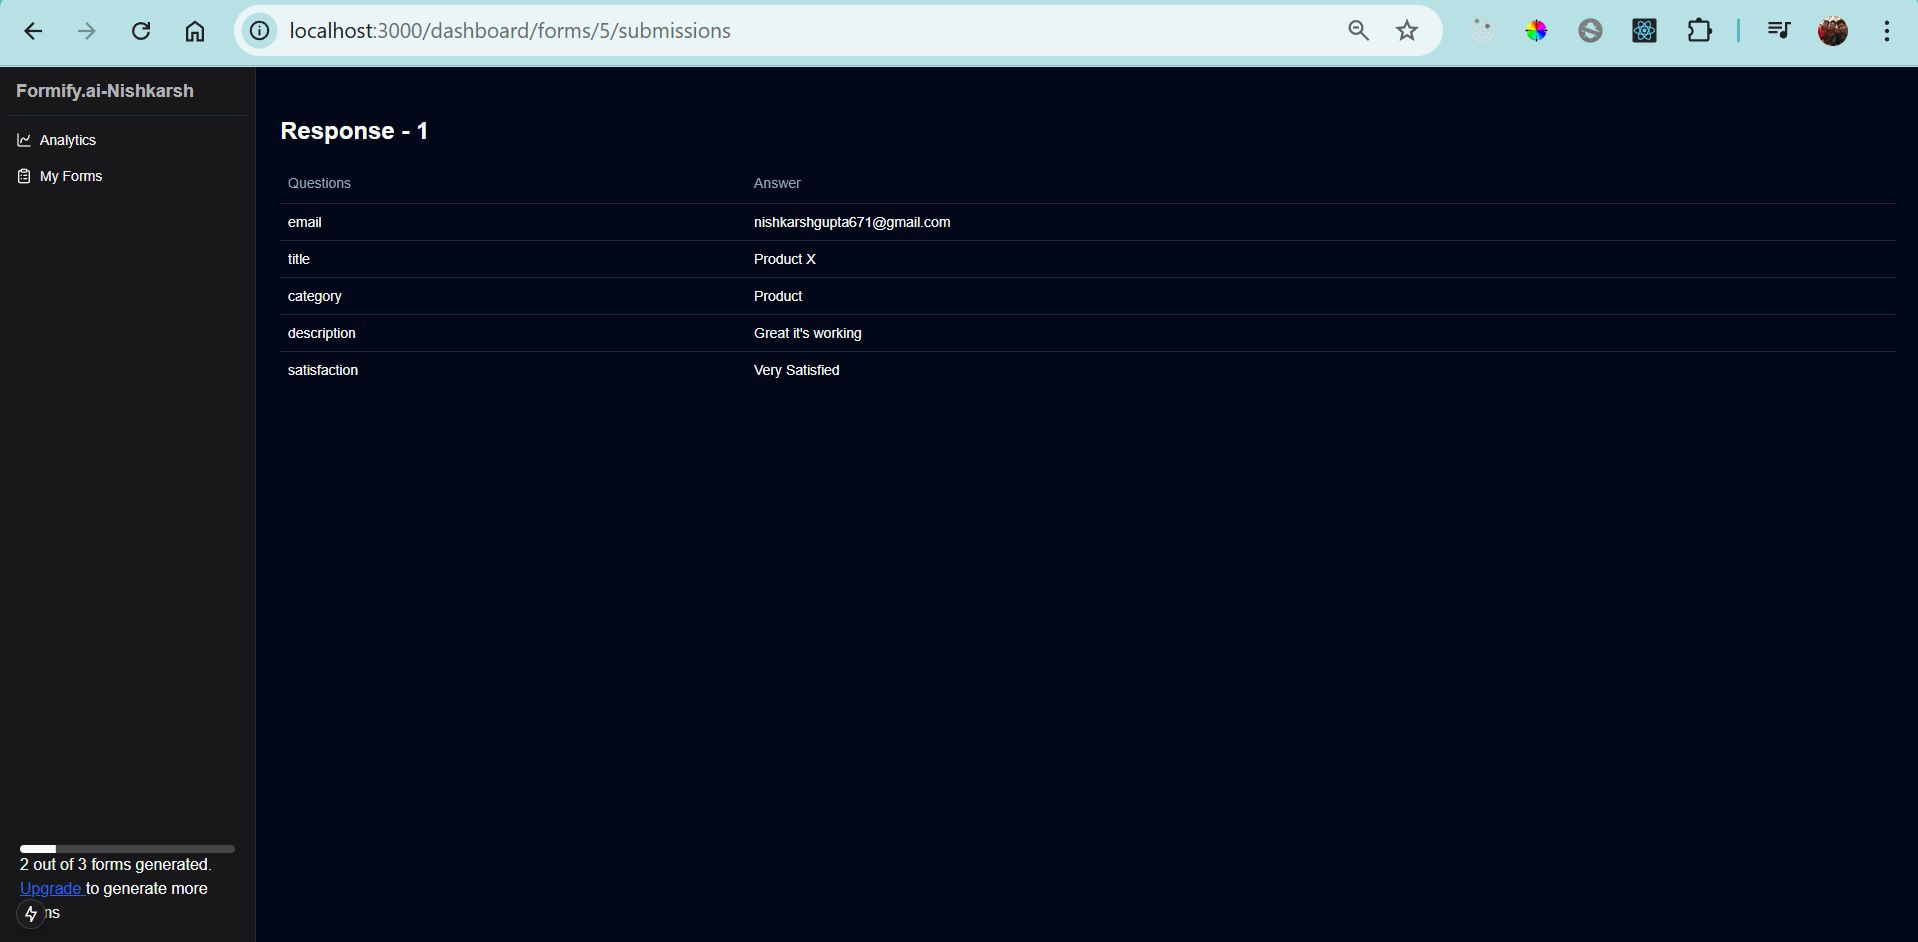 localhost:3000/dashboard/forms/5/submissions
Formify.ai-Nishkarsh
Analytics
My Forms
Response - 1
Questions Answer
email nishkarshgupta671@gmail.com
title Product X
category Product
description Great it's working
satisfaction Very Satisfied
2 out of 3 forms generated.
Upgrade to generate more